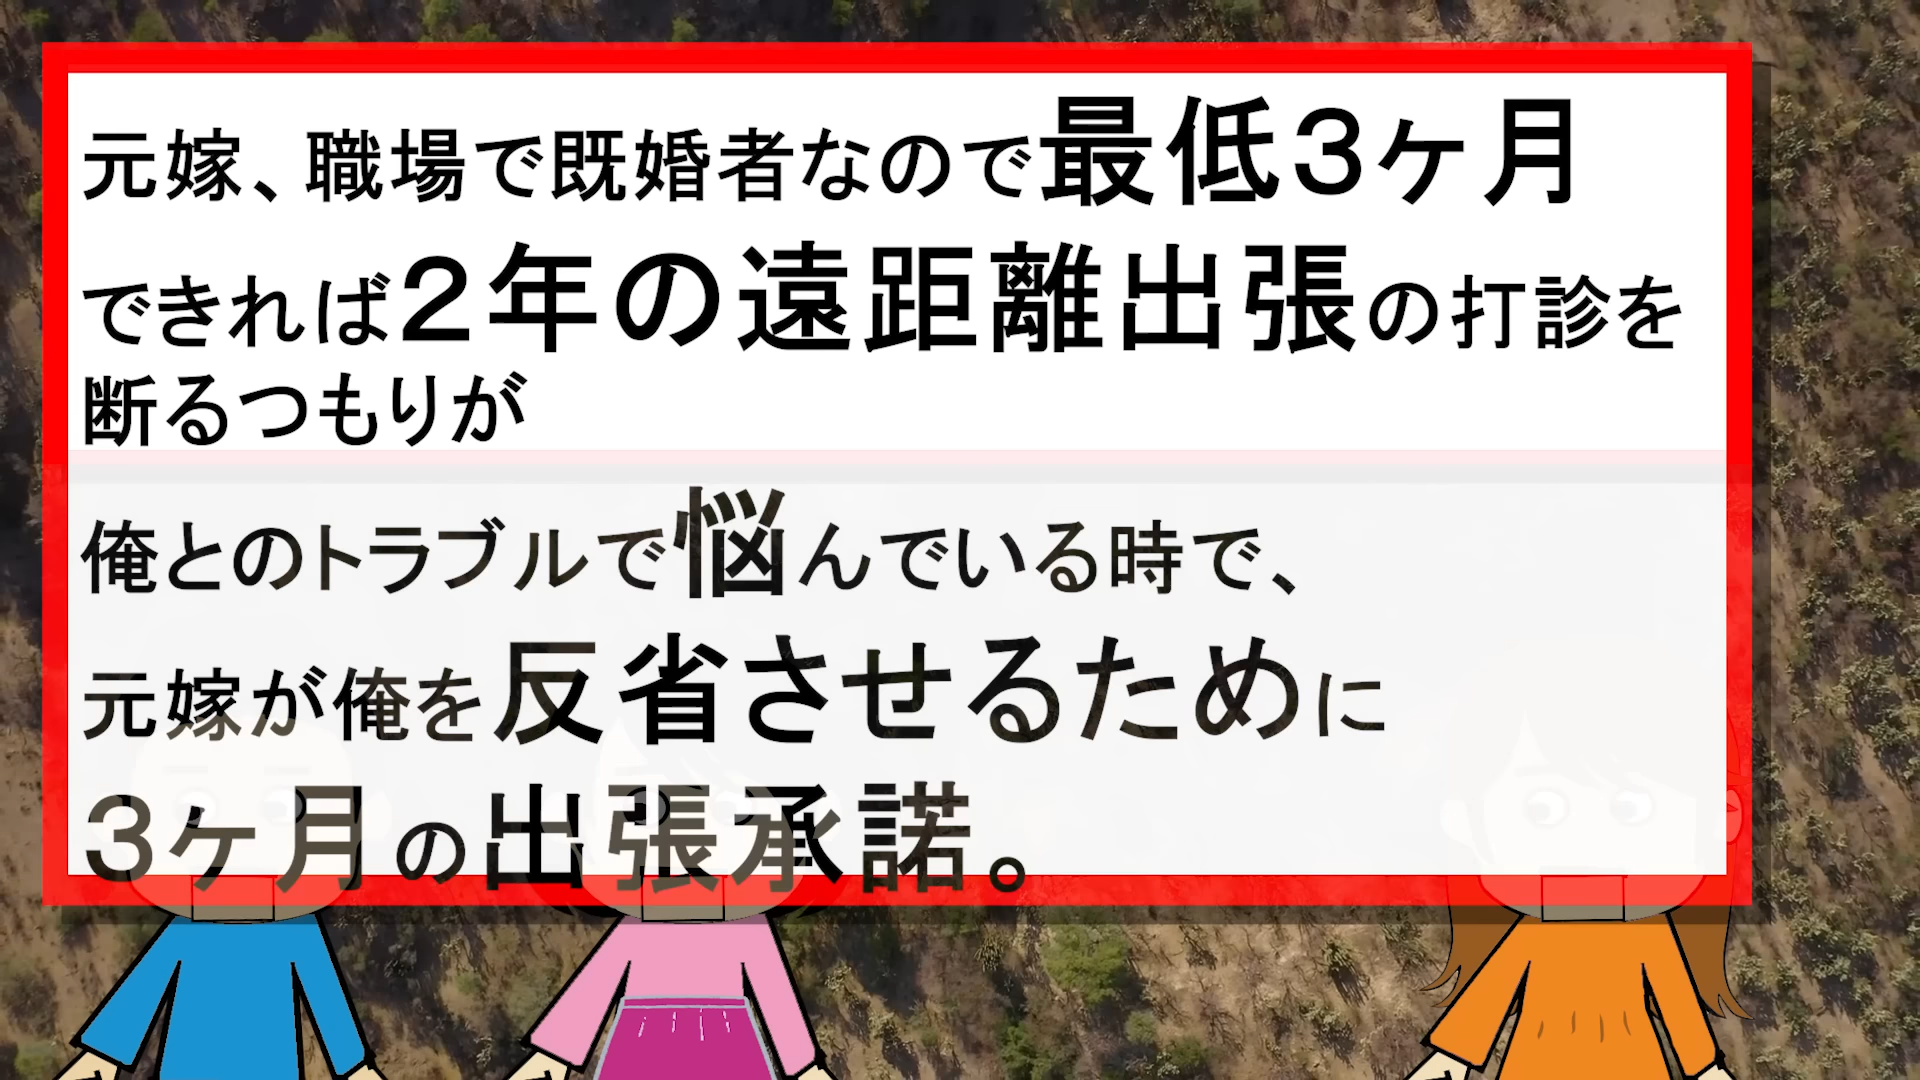 元嫁、職場で既婚者なので最低３ヶ月
できれば２年の遠距離出張の打診を
断るつもりが
俺とのトラブルで悩んでいる時で、
元嫁が俺を反省させるために
３ヶ月の出張承諾。